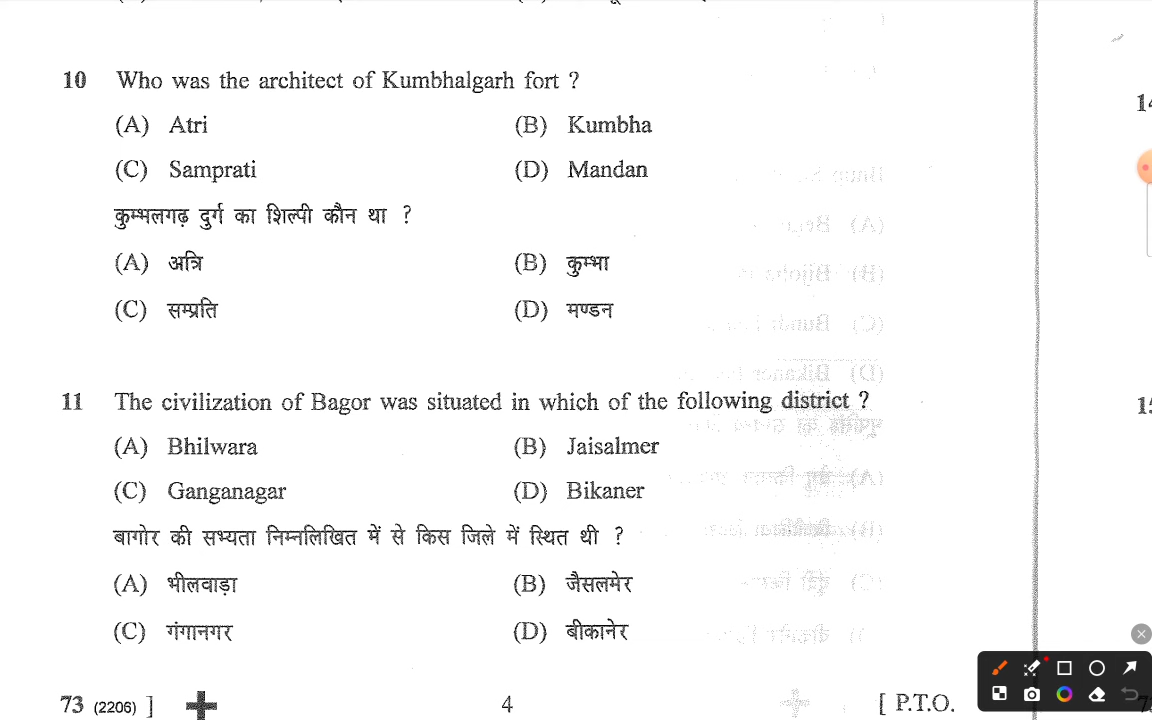 10 Who was the architect of Kumbhalgarh fort ?
(A) Atri (B) Kumbha
(C) Samprati (D) Mandan
कुम्भलगढ़ दुर्ग का शिल्पी कौन था ?
(A) अत्रि (B) कुम्भा
(C) सम्प्रति (D) मण्डन
11 The civilization of Bagor was situated in which of the following district ?
(A) Bhilwara (B) Jaisalmer
(C) Ganganagar (D) Bikaner
बागोर की सभ्यता निम्नलिखित में से किस जिले में स्थित थी ?
(A) भीलवाड़ा (B) जैसलमेर
(C) गंगानगर (D) बीकानेर
73 (2206) ] 4 [ P.T.O.